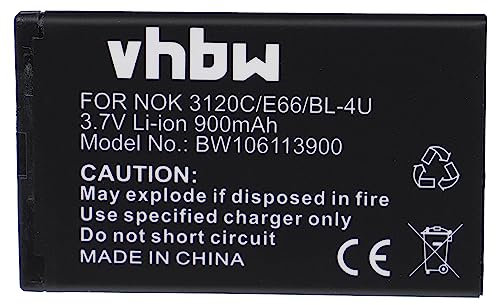 vhbw
FOR NOK 3120C/E66/BL-4U
3.7V Li-ion 900mAh
Model No.: BW106113900
CAUTION:
May explode if disposed in fire
Use specified charger only
Do not short circuit
MADE IN CHINA
CE